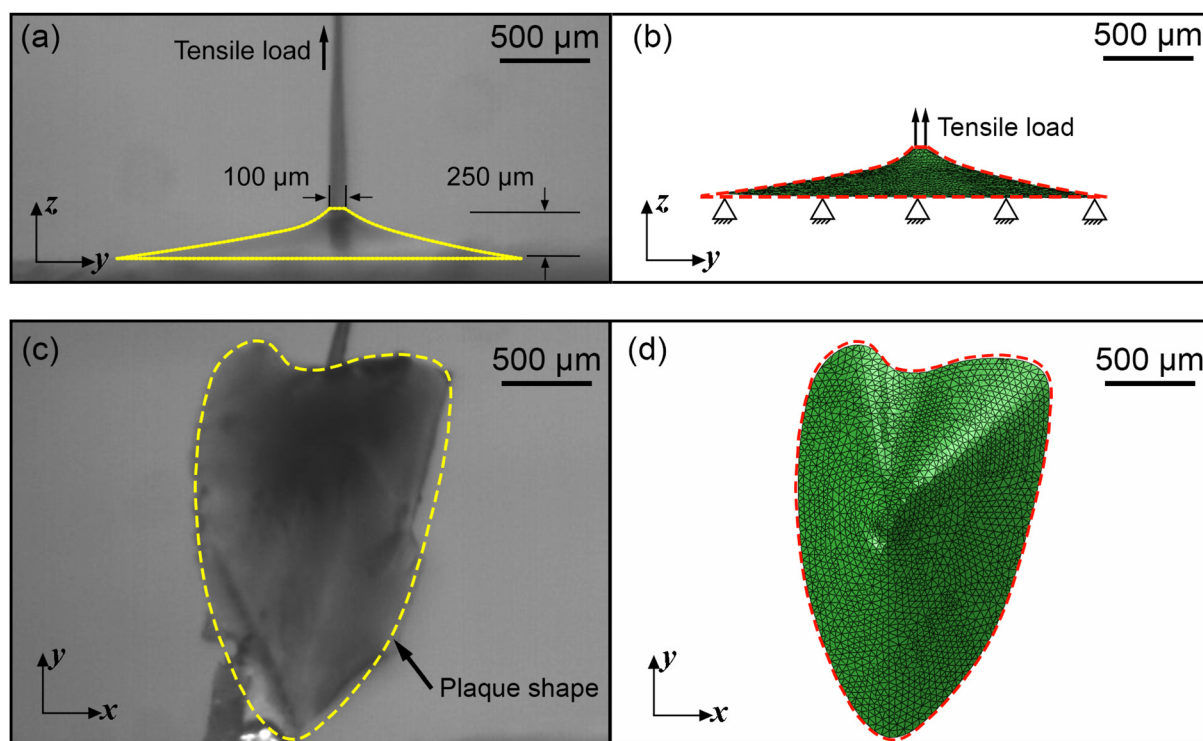 (a)
Tensile load
500 μm
100 μm
250 μm
z
y
(b)
500 μm
Tensile load
z
y
(c)
500 μm
Plaque shape
y
x
(d)
500 μm
y
x